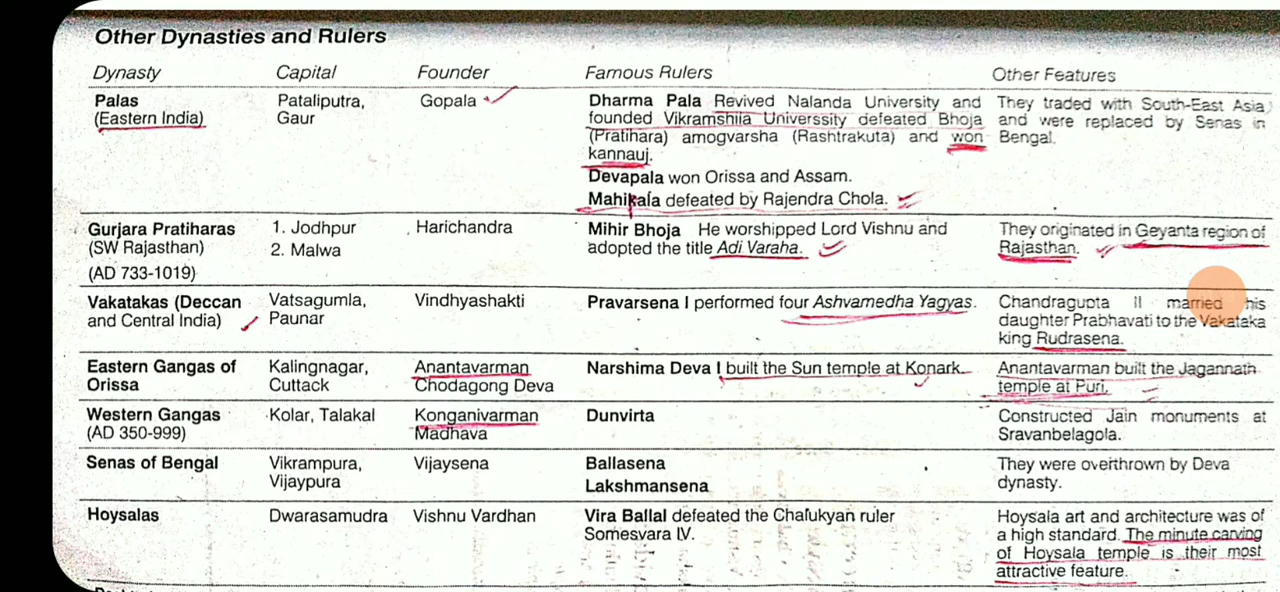 Other Dynasties and Rulers
Dynasty Capital Founder Famous Rulers Other Features
Palas Pataliputra, Gopala Dharma Pala Revived Nalanda University and They traded with South-East Asia
(Eastern India) Gaur founded Vikramshila Universsity defeated Bhoja and were replaced by Senas in
(Pratihara) amogvarsha (Rashtrakuta) and won Bengal.
kannauj.
Devapala won Orissa and Assam.
Mahikala defeated by Rajendra Chola.
Gurjara Pratiharas 1. Jodhpur Harichandra Mihir Bhoja He worshipped Lord Vishnu and They originated in Geyanta region of
(SW Rajasthan) 2. Malwa adopted the title Adi Varaha. Rajasthan.
(AD 733-1019)
Vakatakas (Deccan Vatsagumla, Vindhyashakti Pravarsena I performed four Ashvamedha Yagyas. Chandragupta II married his
and Central India) Paunar daughter Prabhavati to the Vakataka
king Rudrasena.
Eastern Gangas of Kalingnagar, Anantavarman Narshima Deva I built the Sun temple at Konark. Anantavarman built the Jagannath
Orissa Cuttack Chodagong Deva temple at Puri.
Western Gangas Kolar, Talakal Konganivarman Dunvirta Constructed Jain monuments at
(AD 350-999) Madhava Sravanbelagola.
Senas of Bengal Vikrampura, Vijaysena Ballasena They were overthrown by Deva
Vijaypura Lakshmansena dynasty.
Hoysalas Dwarasamudra Vishnu Vardhan Vira Ballal defeated the Chalukyan ruler Hoysala art and architecture was of
Somesvara IV. a high standard. The minute carving
of Hoysala temple is their most
attractive feature.